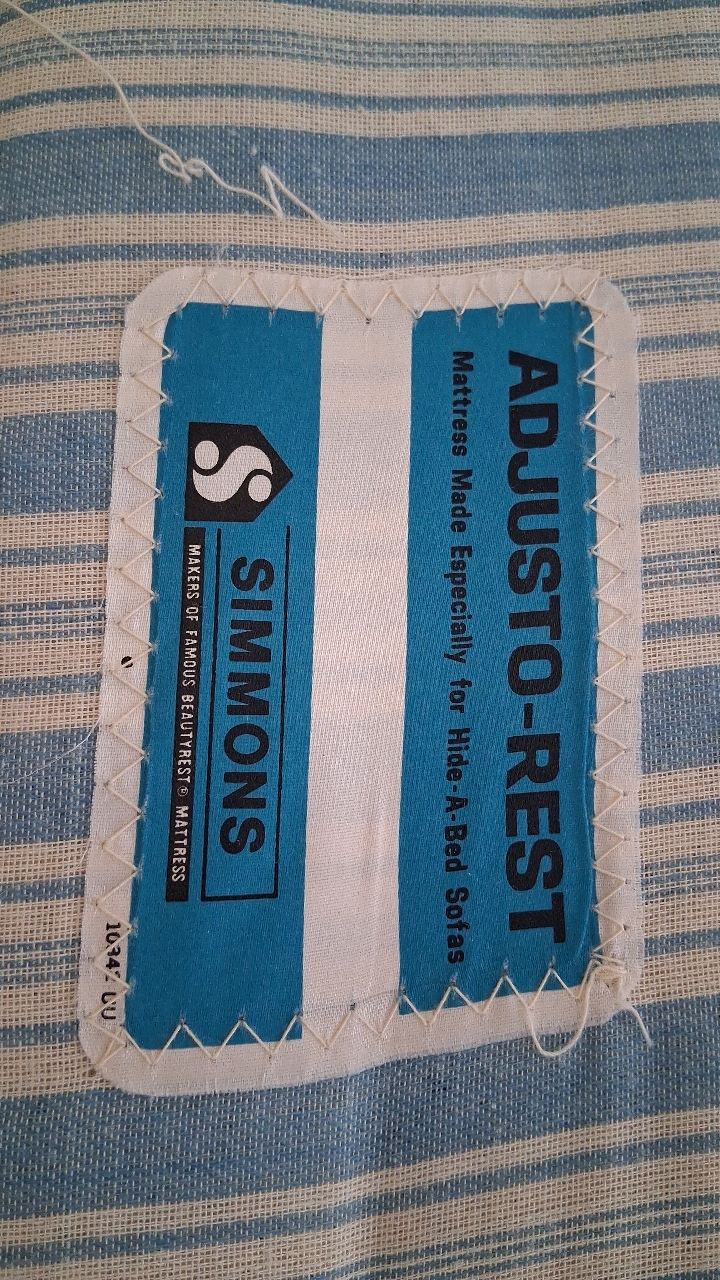 ADJUSTO-REST
Mattress Made Especially for Hide-A-Bed Sofas
S
SIMMONS
MAKERS OF FAMOUS BEAUTYREST® MATTRESS